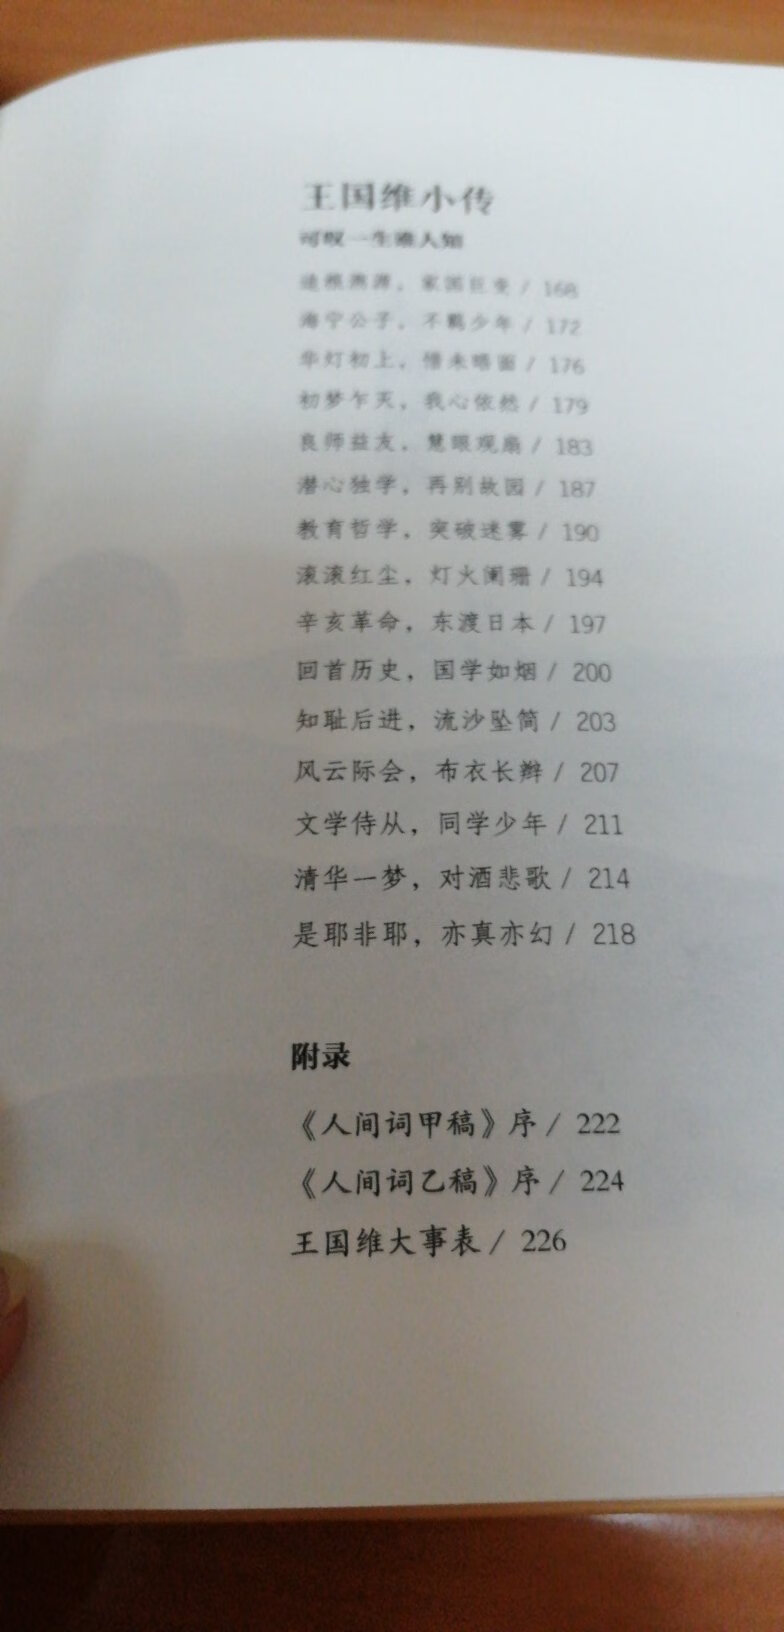 王国维小传
可叹一生谁人知
追根溯源，家国巨变 / 168
海宁公子，不羁少年 / 172
华灯初上，惜未晤面 / 176
初梦乍灭，我心依然 / 179
良师益友，慧眼观扇 / 183
潜心独学，再别故园 / 187
教育哲学，突破迷雾 / 190
滚滚红尘，灯火阑珊 / 194
辛亥革命，东渡日本 / 197
回首历史，国学如烟 / 200
知耻后进，流沙坠简 / 203
风云际会，布衣长辫 / 207
文学侍从，同学少年 / 211
清华一梦，对酒悲歌 / 214
是耶非耶，亦真亦幻 / 218
附录
《人间词甲稿》序 / 222
《人间词乙稿》序 / 224
王国维大事表 / 226